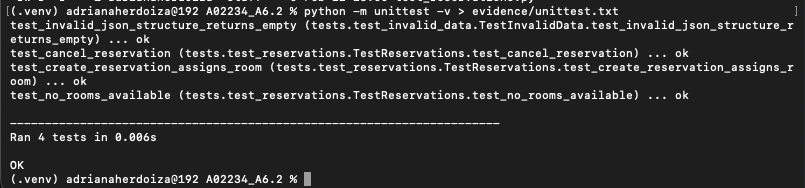 (.venv) adrianaherdoiza@192 A02234_A6.2 % python -m unittest -v > evidence/unittest.txt
test_invalid_json_structure_returns_empty (tests.test_invalid_data.TestInvalidData.test_invalid_json_structure_r
eturns_empty) ... ok
test_cancel_reservation (tests.test_reservations.TestReservations.test_cancel_reservation) ... ok
test_create_reservation_assigns_room (tests.test_reservations.TestReservations.test_create_reservation_assigns_r
oom) ... ok
test_no_rooms_available (tests.test_reservations.TestReservations.test_no_rooms_available) ... ok
----------------------------------------------------------------------
Ran 4 tests in 0.006s
OK
(.venv) adrianaherdoiza@192 A02234_A6.2 %